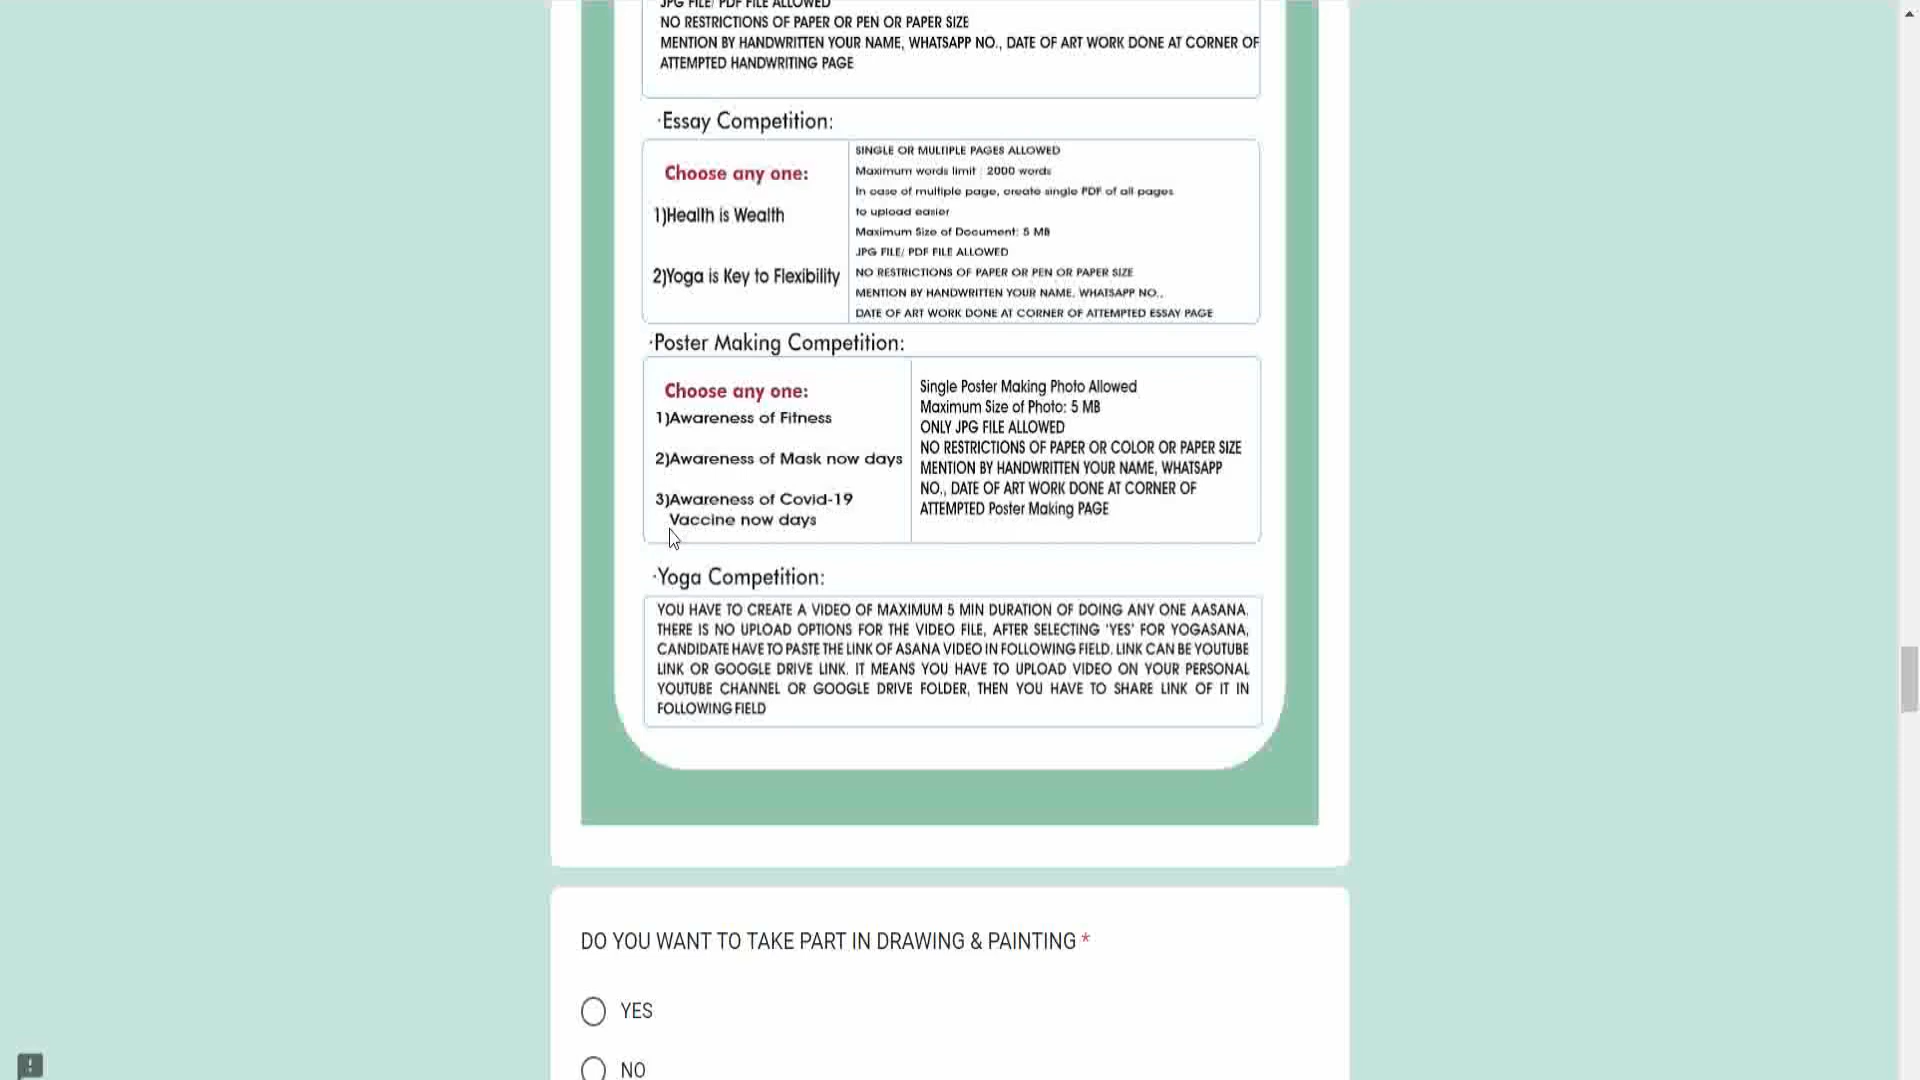 JPG FILE/ PDF FILE ALLOWED
NO RESTRICTIONS OF PAPER OR PEN OR PAPER SIZE
MENTION BY HANDWRITTEN YOUR NAME, WHATSAPP NO., DATE OF ART WORK DONE AT CORNER OF
ATTEMPTED HANDWRITING PAGE
·Essay Competition:
Choose any one:
1)Health is Wealth
2)Yoga is Key to Flexibility
SINGLE OR MULTIPLE PAGES ALLOWED
Maximum words limit : 2000 words
In case of multiple page, create single PDF of all pages
to upload easier
Maximum Size of Document: 5 MB
JPG FILE/ PDF FILE ALLOWED
NO RESTRICTIONS OF PAPER OR PEN OR PAPER SIZE
MENTION BY HANDWRITTEN YOUR NAME, WHATSAPP NO.,
DATE OF ART WORK DONE AT CORNER OF ATTEMPTED ESSAY PAGE
·Poster Making Competition:
Choose any one:
1)Awareness of Fitness
2)Awareness of Mask now days
3)Awareness of Covid-19
Vaccine now days
Single Poster Making Photo Allowed
Maximum Size of Photo: 5 MB
ONLY JPG FILE ALLOWED
NO RESTRICTIONS OF PAPER OR COLOR OR PAPER SIZE
MENTION BY HANDWRITTEN YOUR NAME, WHATSAPP
NO., DATE OF ART WORK DONE AT CORNER OF
ATTEMPTED Poster Making PAGE
·Yoga Competition:
YOU HAVE TO CREATE A VIDEO OF MAXIMUM 5 MIN DURATION OF DOING ANY ONE AASANA.
THERE IS NO UPLOAD OPTIONS FOR THE VIDEO FILE, AFTER SELECTING 'YES' FOR YOGASANA,
CANDIDATE HAVE TO PASTE THE LINK OF ASANA VIDEO IN FOLLOWING FIELD. LINK CAN BE YOUTUBE
LINK OR GOOGLE DRIVE LINK. IT MEANS YOU HAVE TO UPLOAD VIDEO ON YOUR PERSONAL
YOUTUBE CHANNEL OR GOOGLE DRIVE FOLDER, THEN YOU HAVE TO SHARE LINK OF IT IN
FOLLOWING FIELD
DO YOU WANT TO TAKE PART IN DRAWING & PAINTING *
YES
NO